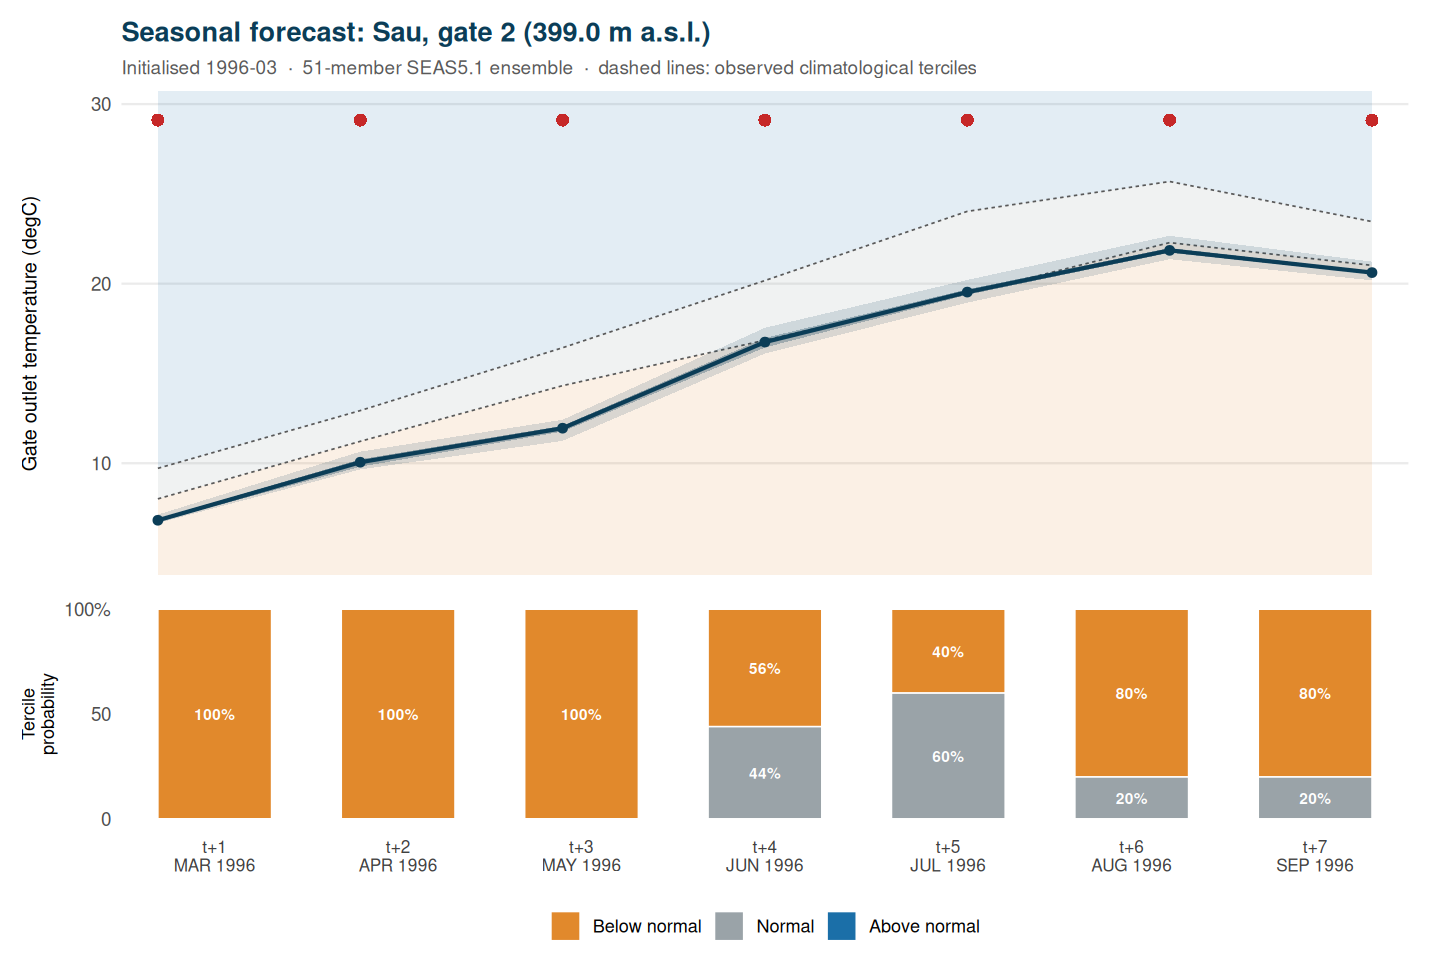 Seasonal forecast: Sau, gate 2 (399.0 m a.s.l.)
Initialised 1996-03 · 51-member SEAS5.1 ensemble · dashed lines: observed climatological terciles
30
20
10
Gate outlet temperature (degC)
100%
50
0
Tercile
probability
100%
100%
100%
56%
44%
40%
60%
80%
20%
80%
20%
t+1
MAR 1996
t+2
APR 1996
t+3
MAY 1996
t+4
JUN 1996
t+5
JUL 1996
t+6
AUG 1996
t+7
SEP 1996
Below normal
Normal
Above normal